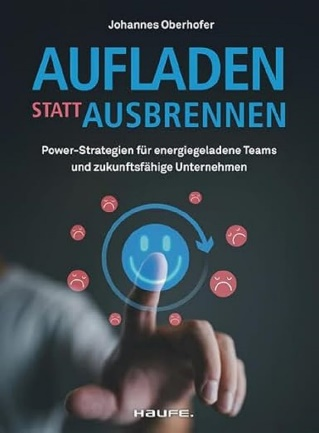 Johannes Oberhofer
AUFLADEN
STATT AUSBRENNEN
Power-Strategien für energiegeladene Teams
und zukunftsfähige Unternehmen
HAUFE.